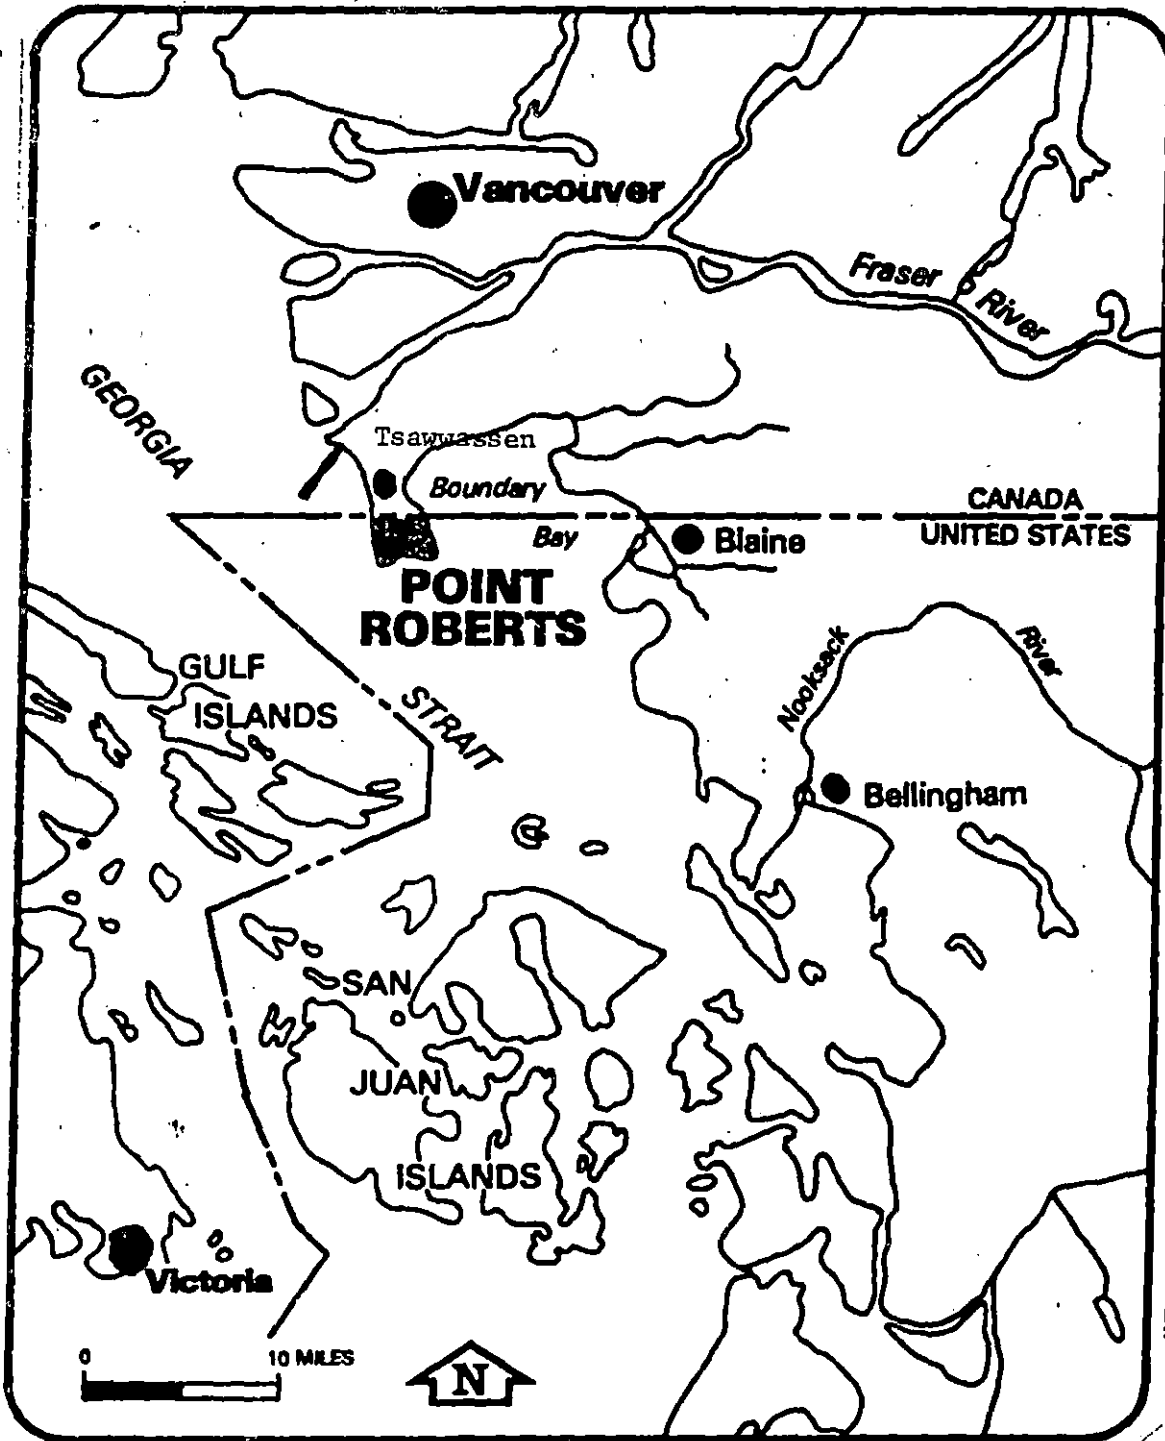 Vancouver
Fraser
River
GEORGIA
Tsawwassen
Boundary
CANADA
UNITED STATES
Bay
Blaine
POINT
ROBERTS
Nooksack
River
GULF
ISLANDS
STRAIT
Bellingham
SAN
JUAN
ISLANDS
Victoria
0 10 MILES
N